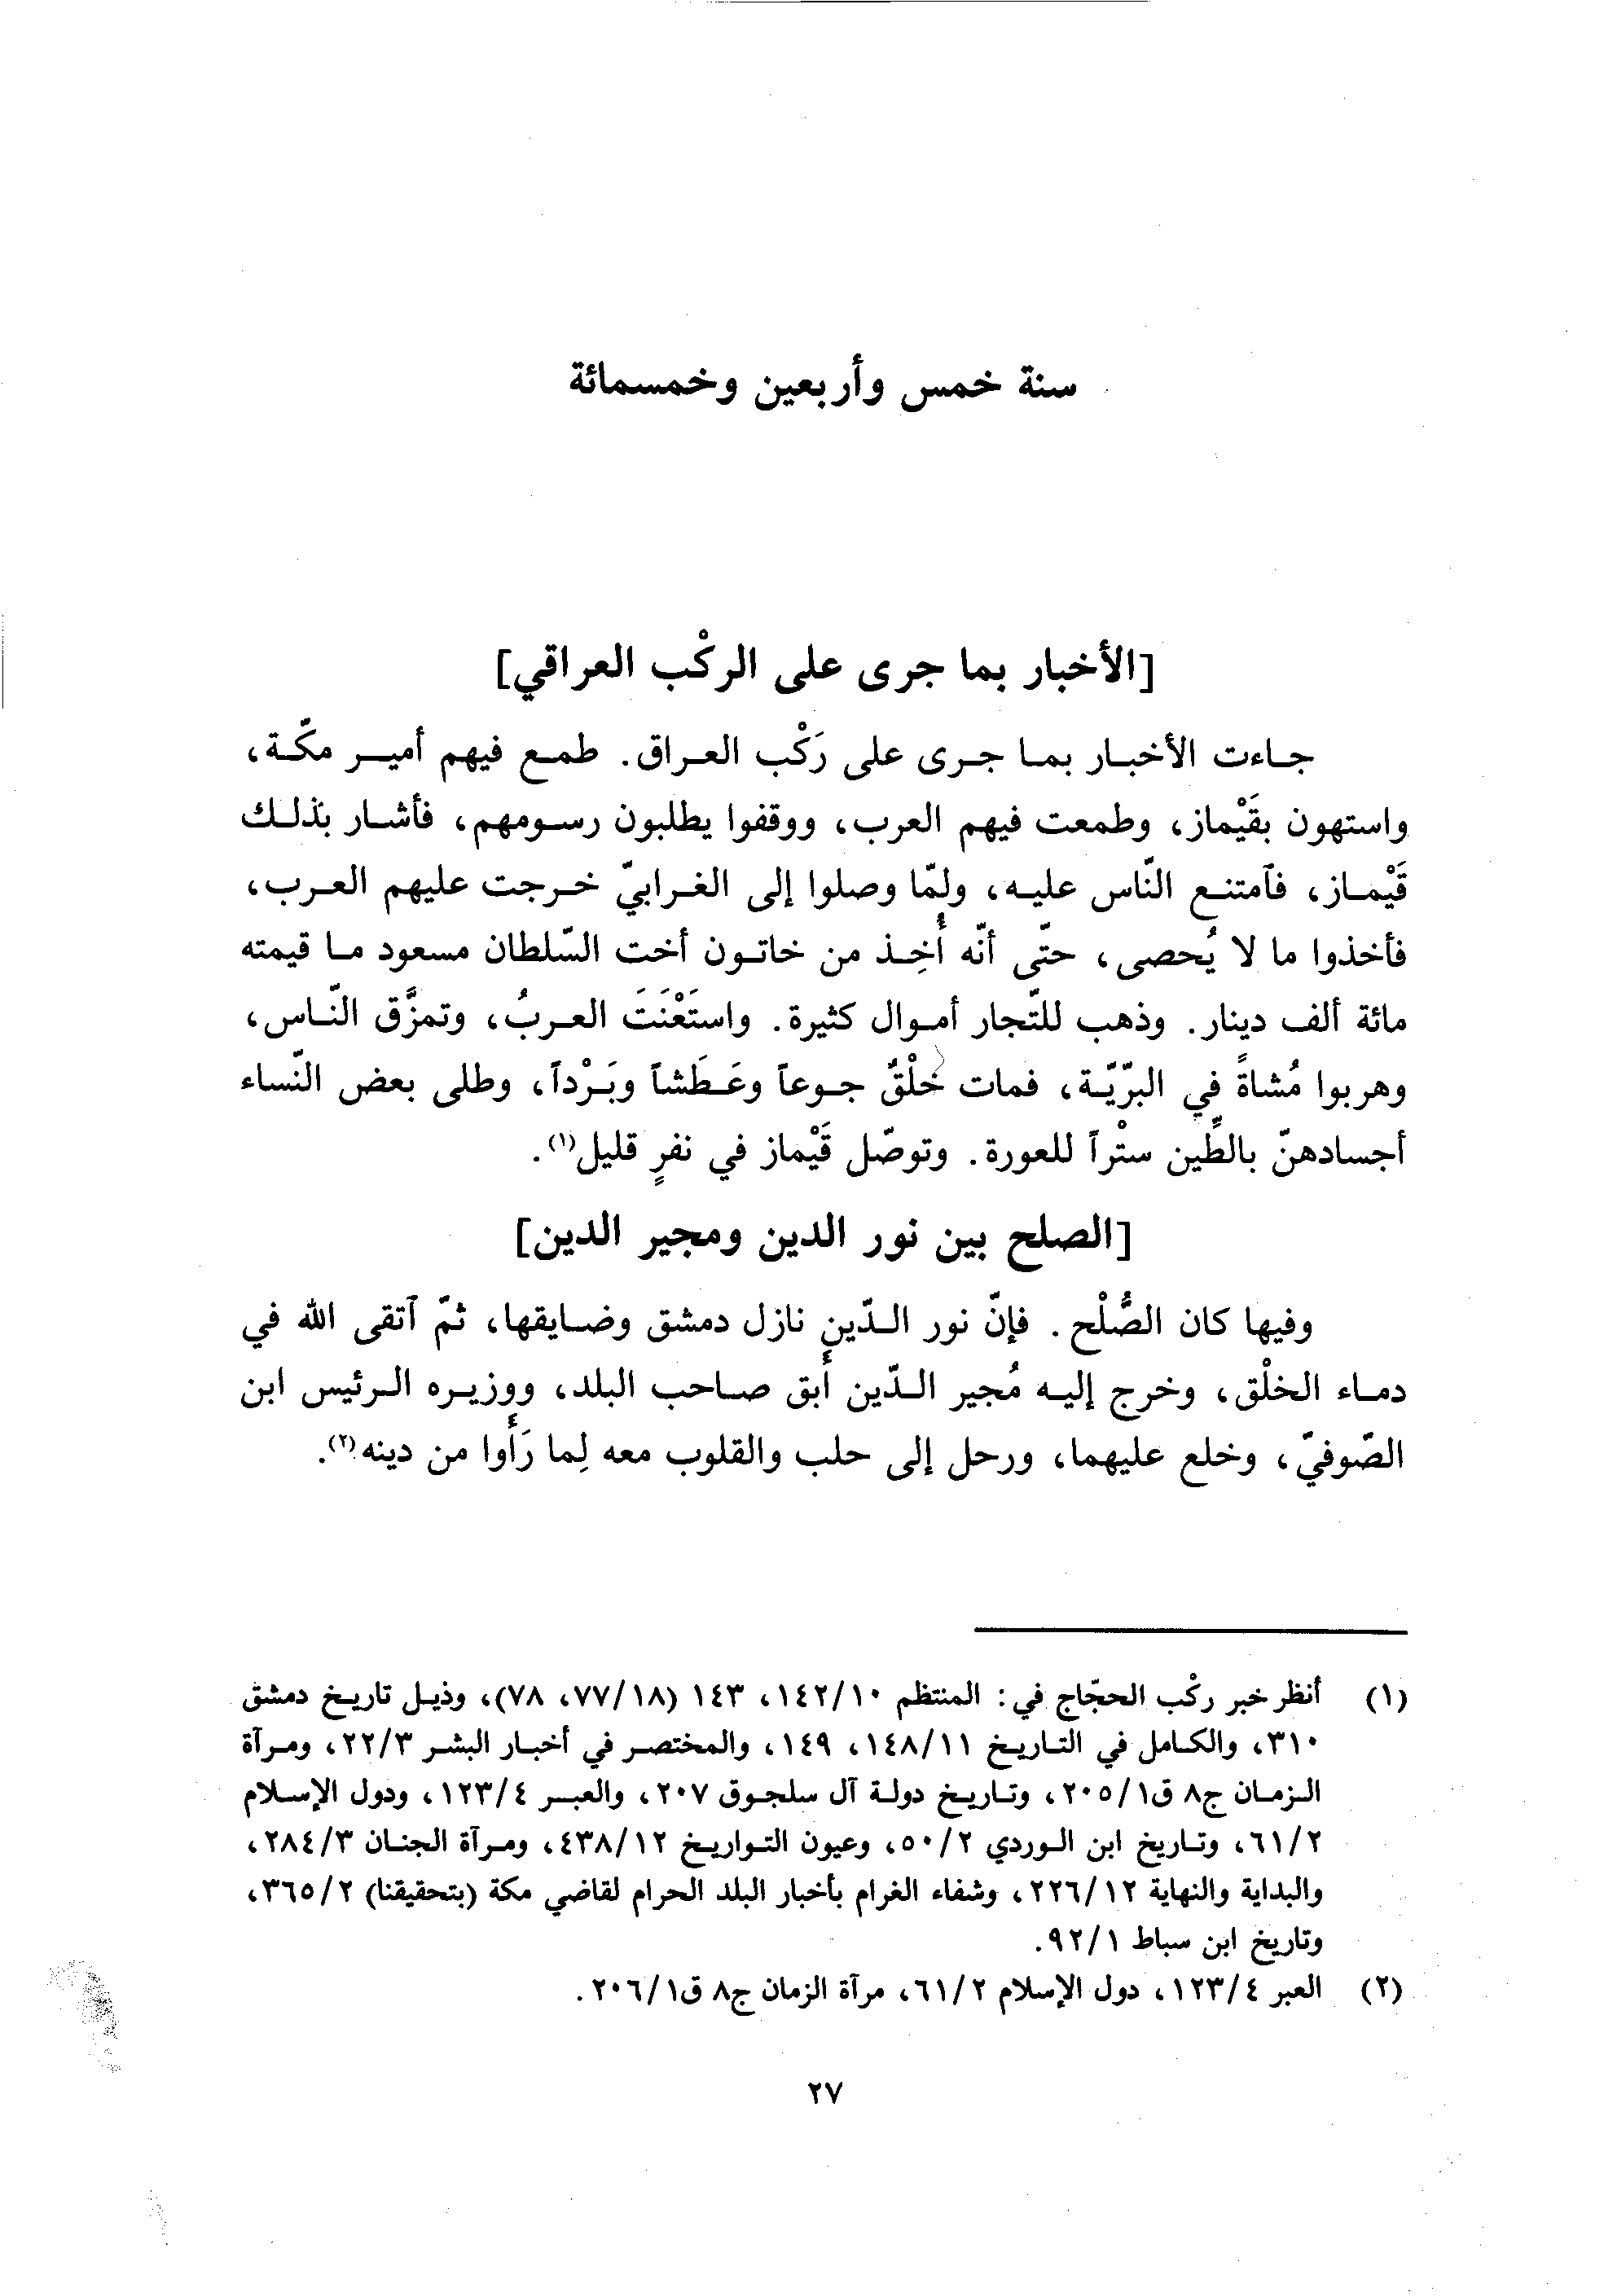 سنة خمس وأربعين وخمسمائة
[الأخبار بما جرى على الركْب العراقي]
جاءت الأخبار بما جرى على رَكْب العراق. طمع فيهم أمير مكّة،
واستهون بقَيْماز، وطمعت فيهم العرب، ووقفوا يطلبون رسومهم، فأشار بذلك
قَيْماز، فآمتنع النّاس عليه، ولمّا وصلوا إلى الغرابيّ خرجت عليهم العرب،
فأخذوا ما لا يُحصى، حتّى أنّه أُخِذ من خاتون أخت السّلطان مسعود ما قيمته
مائة ألف دينار. وذهب للتّجار أموال كثيرة. واستَغْنَتَ العربُ، وتمزَّق النّاس،
وهربوا مُشاةً في البرّيّة، فمات خلْقٌ جوعاً وعَطَشاً وبَرْداً، وطلى بعض النّساء
أجسادهنّ بالطِّين ستْراً للعورة. وتوصّل قَيْماز في نفرٍ قليل(١).
[الصلح بين نور الدين ومجير الدين]
وفيها كان الصُّلْح. فإنّ نور الدّين نازل دمشق وضايقها، ثمّ آتقى الله في
دماء الخلْق، وخرج إليه مُجير الدّين أَبق صاحب البلد، ووزيره الرئيس ابن
الصّوفيّ، وخلع عليهما، ورحل إلى حلب والقلوب معه لِما رَأَوا من دينه(٢).
(١) أنظر خبر ركْب الحجّاج في: المنتظم ١٤٢/١٠، ١٤٣ (٧٧/١٨، ٧٨)، وذيل تاريخ دمشق
٣١٠، والكامل في التاريخ ١٤٨/١١، ١٤٩، والمختصر في أخبار البشر ٢٢/٣، ومرآة
الزمان ج٨ ق٢٠٥/١، وتاريخ دولة آل سلجوق ٢٠٧، والعبر ١٢٣/٤، ودول الإسلام
٦١/٢، وتاريخ ابن الوردي ٥٠/٢، وعيون التواريخ ٤٣٨/١٢، ومرآة الجنان ٢٨٤/٣،
والبداية والنهاية ٢٢٦/١٢، وشفاء الغرام بأخبار البلد الحرام لقاضي مكة (بتحقيقنا) ٣٦٥/٢،
وتاريخ ابن سباط ٩٢/١.
(٢) العبر ١٢٣/٤، دول الإسلام ٦١/٢، مرآة الزمان ج٨ ق٢٠٦/١.
٢٧